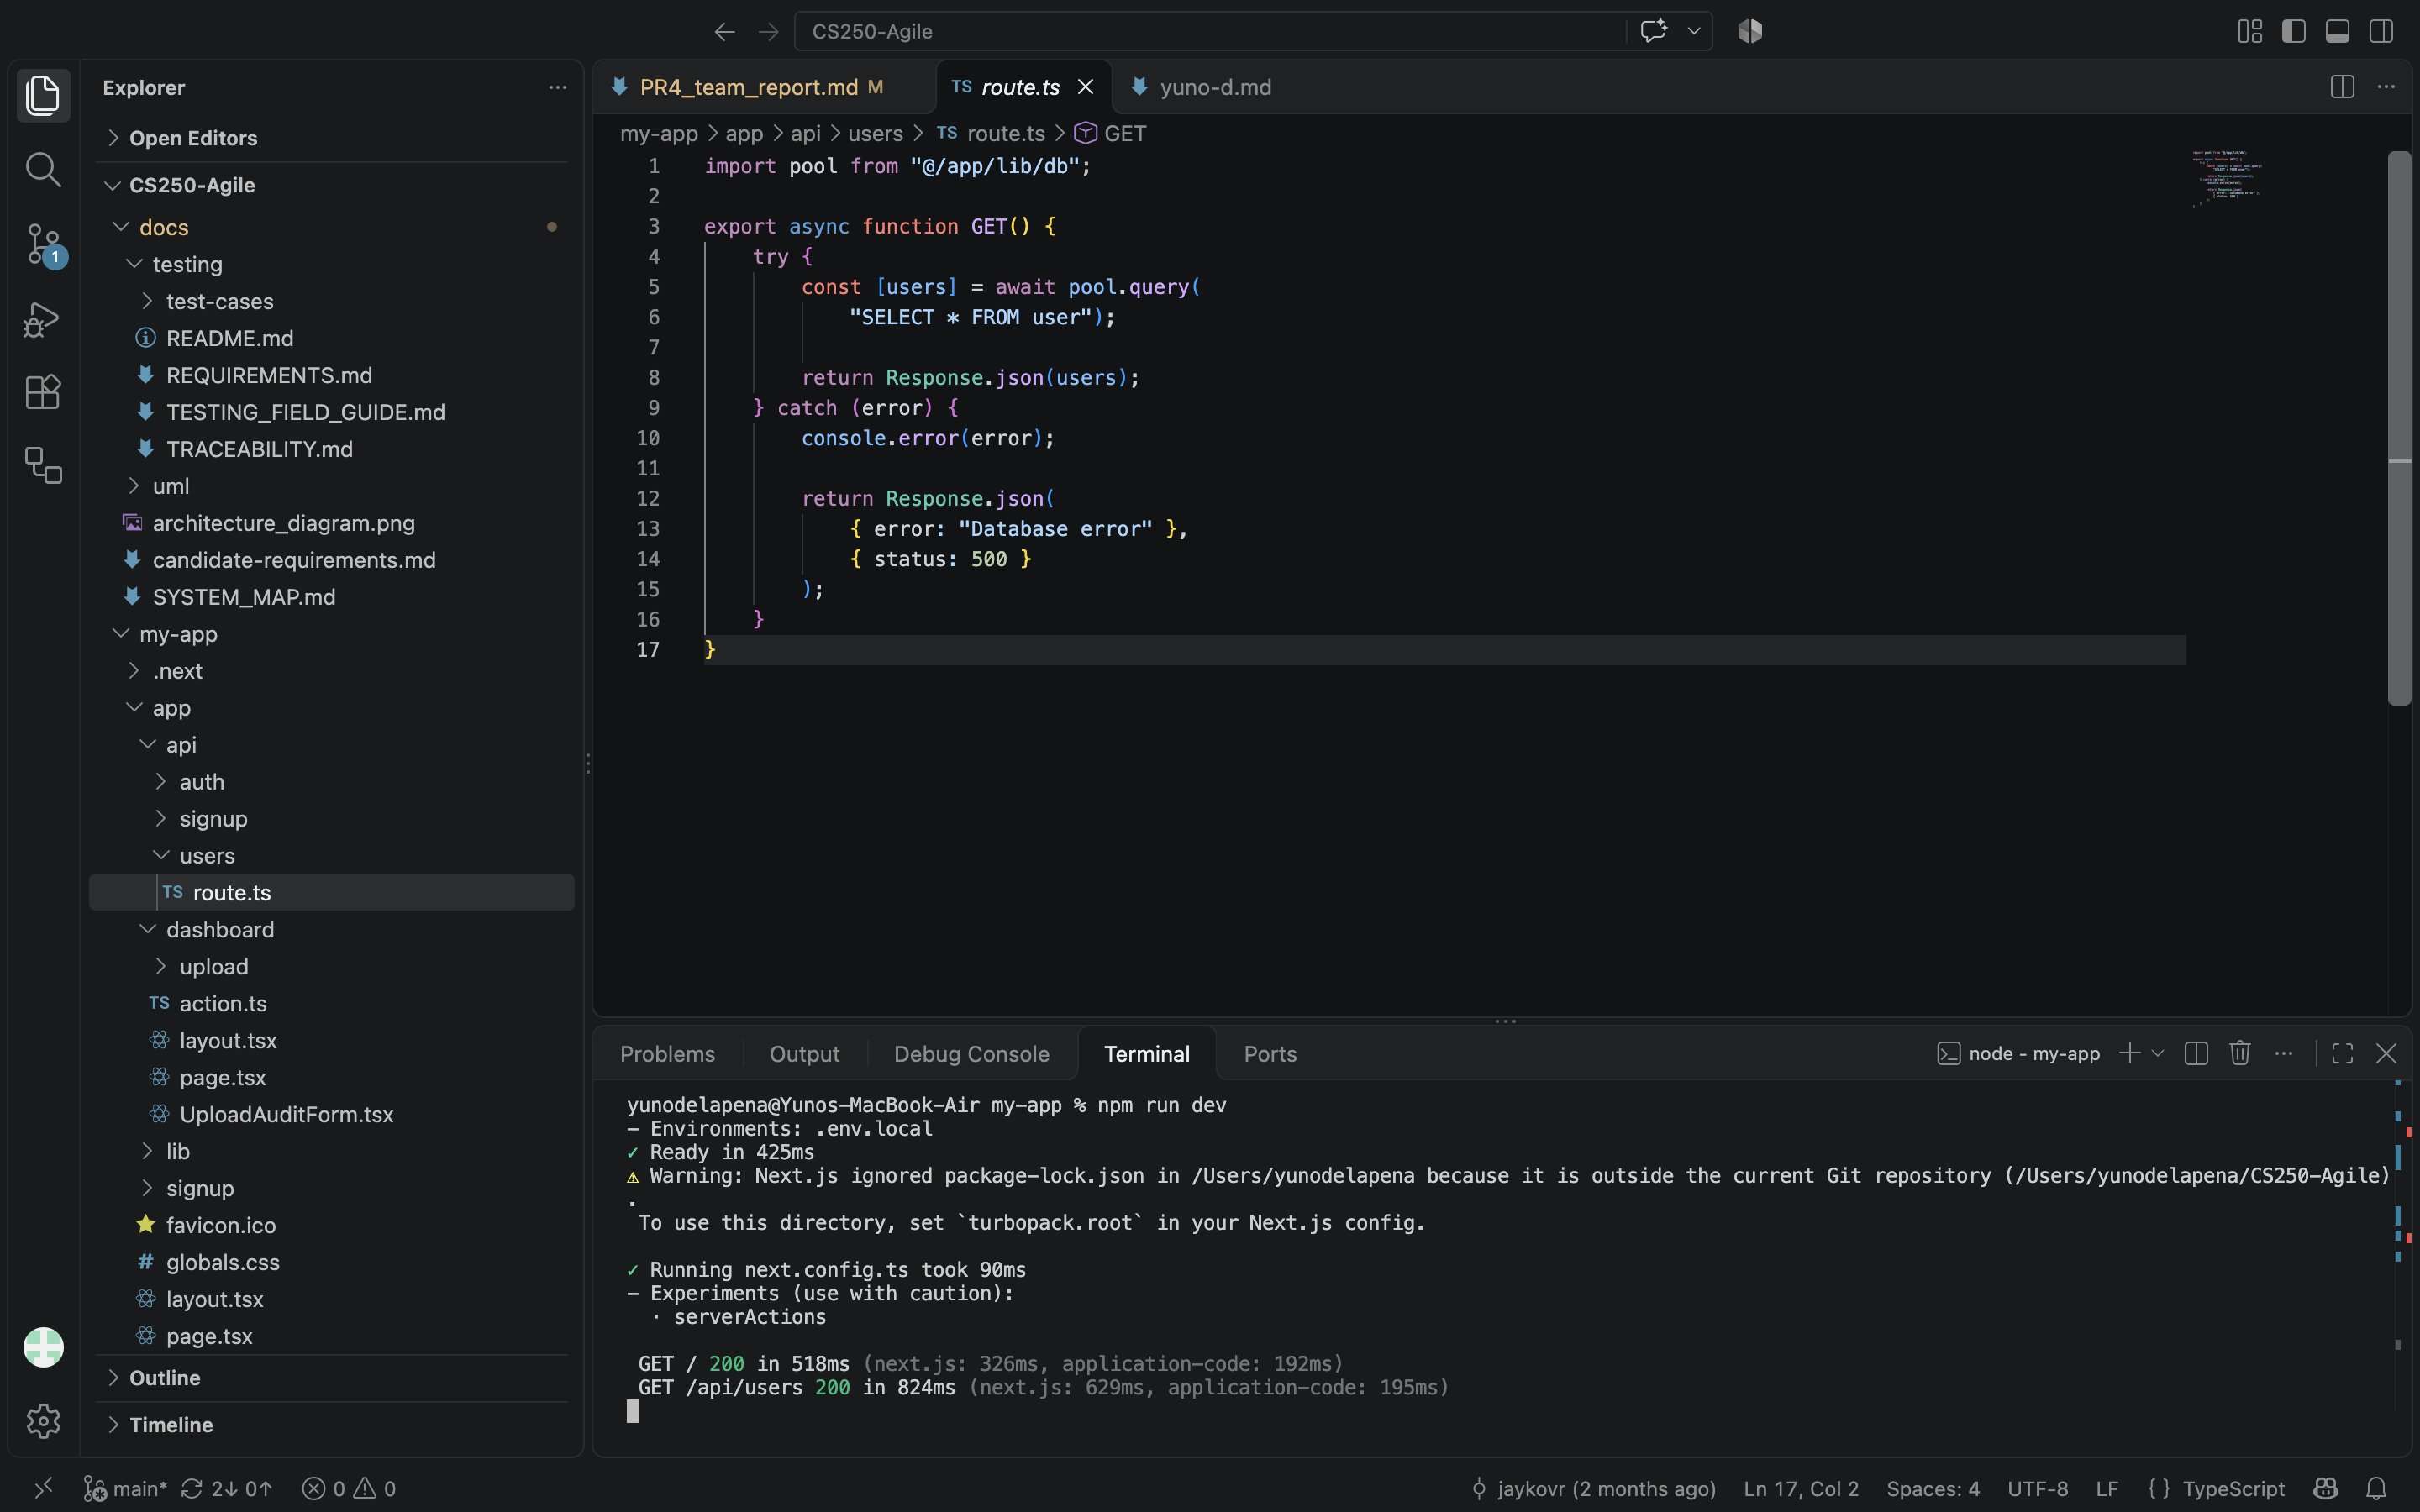 CS250-Agile
Explorer
Open Editors
CS250-Agile
docs
testing
test-cases
README.md
REQUIREMENTS.md
TESTING_FIELD_GUIDE.md
TRACEABILITY.md
uml
architecture_diagram.png
candidate-requirements.md
SYSTEM_MAP.md
my-app
.next
app
api
auth
signup
users
TS route.ts
dashboard
upload
TS action.ts
layout.tsx
page.tsx
UploadAuditForm.tsx
lib
signup
favicon.ico
# globals.css
layout.tsx
page.tsx
Outline
Timeline
1
PR4_team_report.md M
TS route.ts
yuno-d.md
my-app > app > api > users > TS route.ts > GET
1 import pool from "@/app/lib/db";
2
3 export async function GET() {
4 try {
5 const [users] = await pool.query(
6 "SELECT * FROM user");
7
8 return Response.json(users);
9 } catch (error) {
10 console.error(error);
11
12 return Response.json(
13 { error: "Database error" },
14 { status: 500 }
15 );
16 }
17 }
Problems Output Debug Console Terminal Ports
node - my-app
yunodelapena@Yunos-MacBook-Air my-app % npm run dev
- Environments: .env.local
✓ Ready in 425ms
⚠ Warning: Next.js ignored package-lock.json in /Users/yunodelapena because it is outside the current Git repository (/Users/yunodelapena/CS250-Agile)
.
To use this directory, set `turbopack.root` in your Next.js config.
✓ Running next.config.ts took 90ms
- Experiments (use with caution):
· serverActions
GET / 200 in 518ms (next.js: 326ms, application-code: 192ms)
GET /api/users 200 in 824ms (next.js: 629ms, application-code: 195ms)
main* 2↓ 0↑ 0 0
jaykovr (2 months ago) Ln 17, Col 2 Spaces: 4 UTF-8 LF {} TypeScript